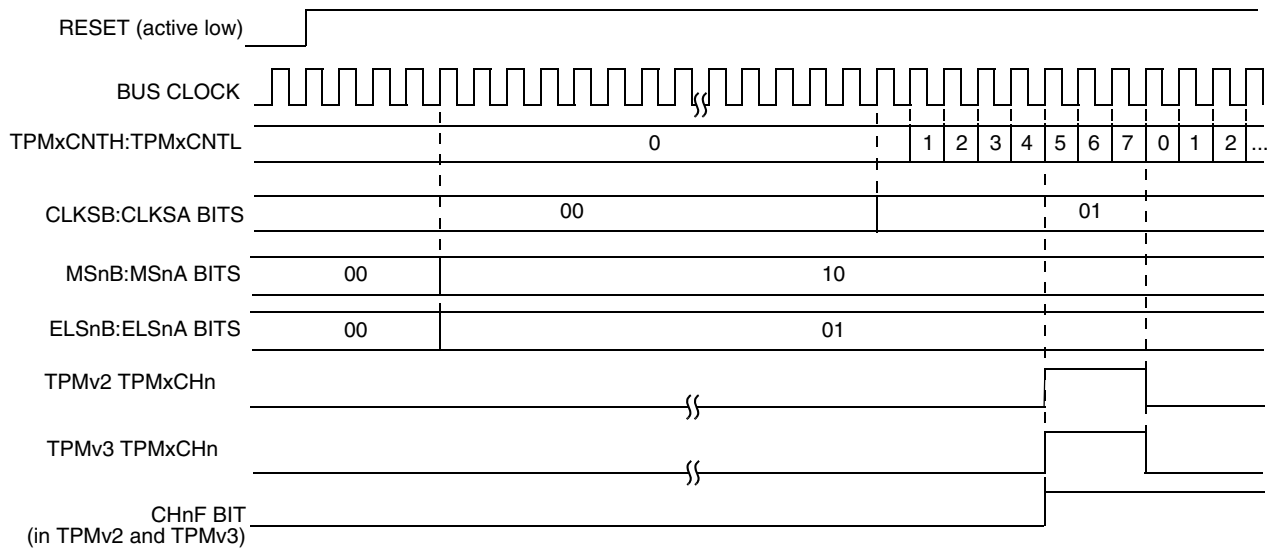 RESET (active low)
BUS CLOCK
TPMxCNTH:TPMxCNTL 0 1 2 3 4 5 6 7 0 1 2 ...
CLKSB:CLKSA BITS 00 01
MSnB:MSnA BITS 00 10
ELSnB:ELSnA BITS 00 01
TPMv2 TPMxCHn
TPMv3 TPMxCHn
CHnF BIT
(in TPMv2 and TPMv3)